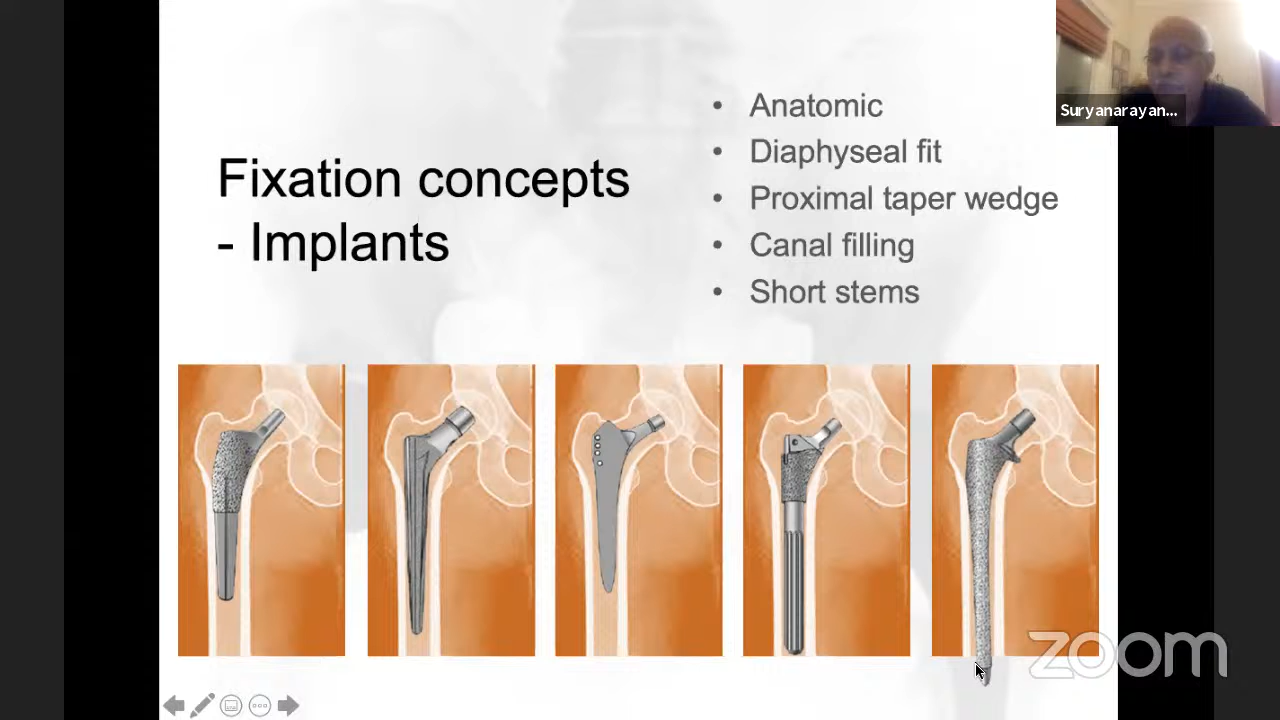 Suryanarayan...
Fixation concepts
- Implants
• Anatomic
• Diaphyseal fit
• Proximal taper wedge
• Canal filling
• Short stems
zoom